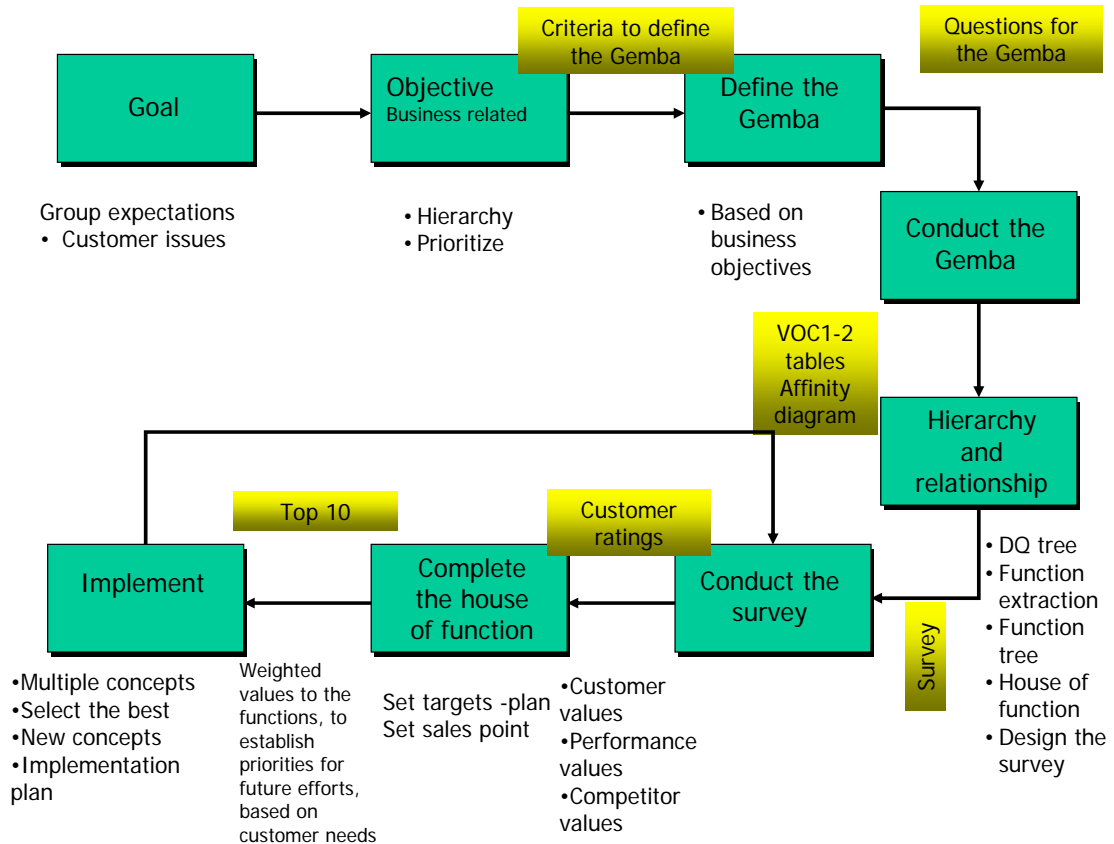 Criteria to define
the Gemba
Questions for
the Gemba
Goal
Objective
Business related
Define the
Gemba
Group expectations
• Customer issues
• Hierarchy
• Prioritize
• Based on
business
objectives
Conduct the
Gemba
VOC1-2
tables
Affinity
diagram
Hierarchy
and
relationship
Top 10
Customer
ratings
Implement
Complete
the house
of function
Conduct the
survey
Survey
• DQ tree
• Function
extraction
• Function
tree
• House of
function
• Design the
survey
•Multiple concepts
•Select the best
•New concepts
•Implementation
plan
Weighted
values to the
functions, to
establish
priorities for
future efforts,
based on
customer needs
Set targets -plan
Set sales point
•Customer
values
•Performance
values
•Competitor
values